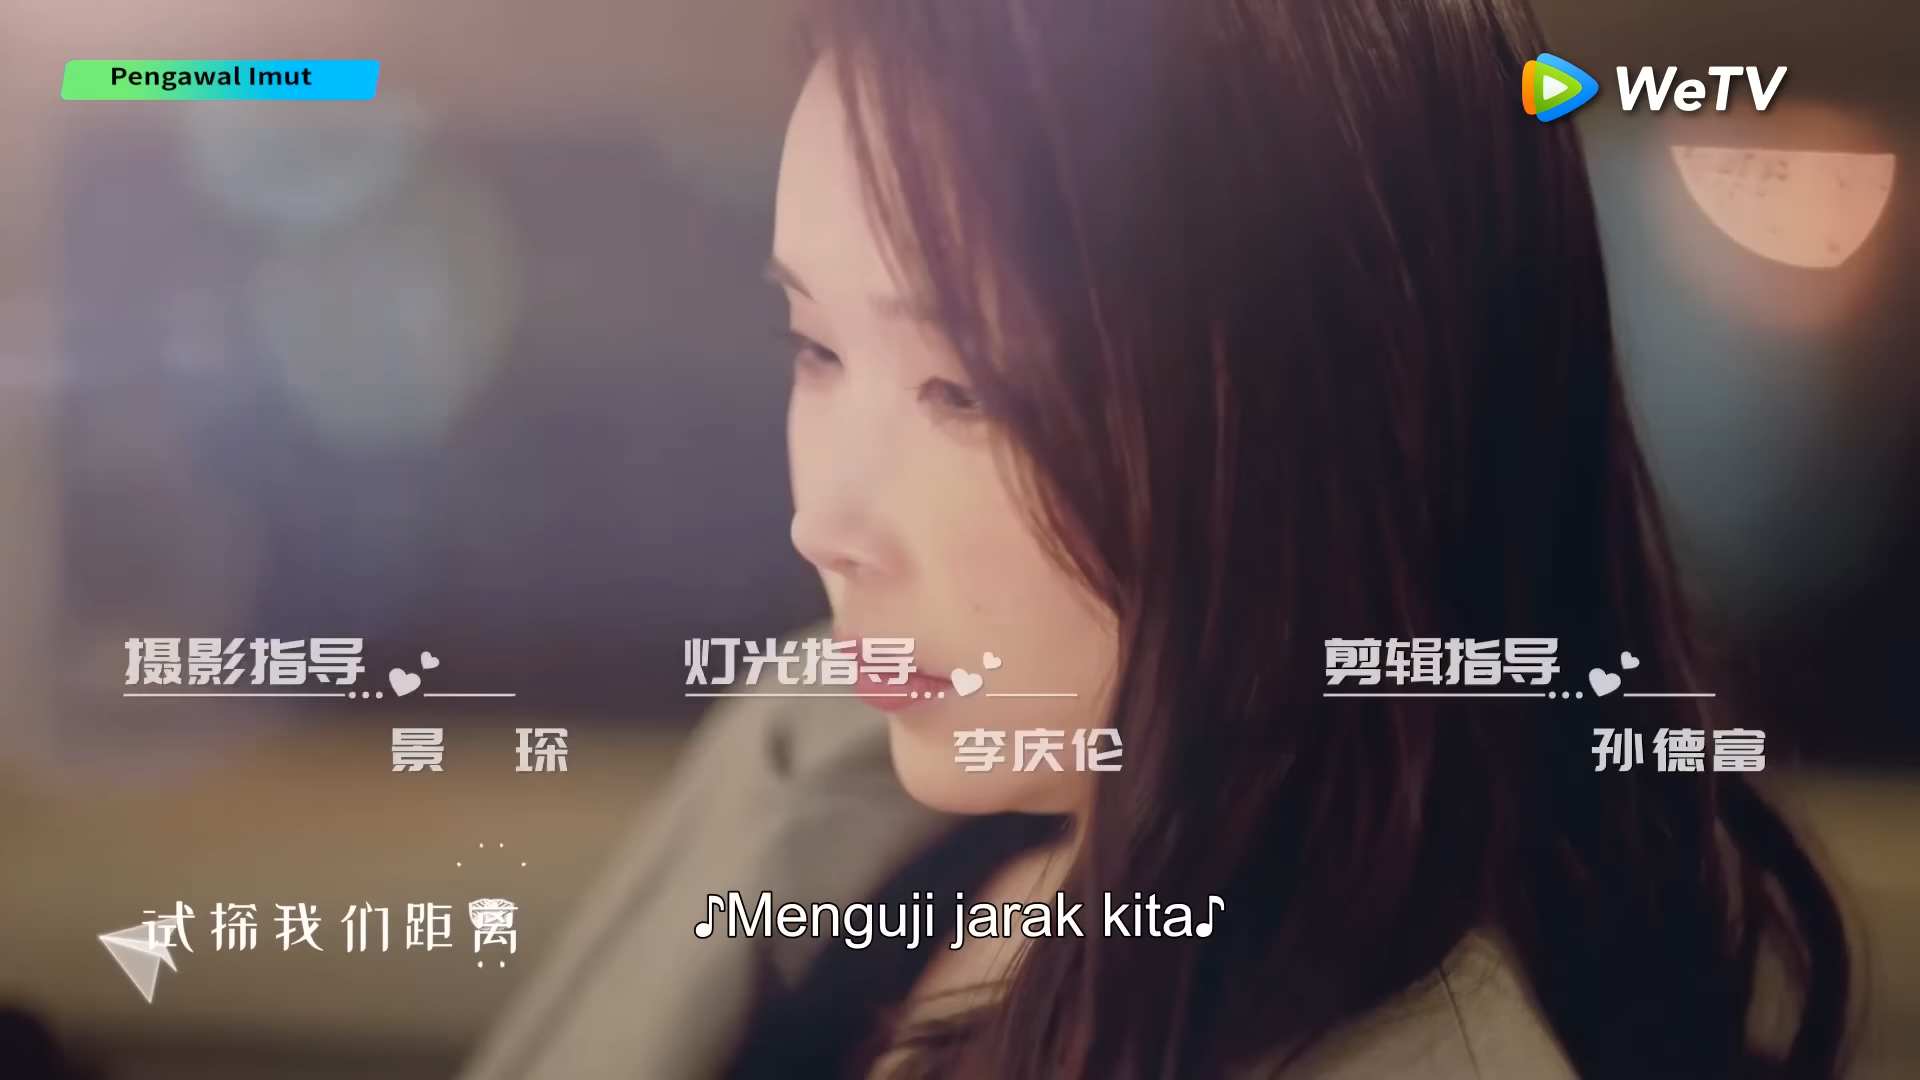 Pengawal Imut
WeTV
摄影指导
灯光指导
剪辑指导
景 琛
李庆伦
孙德富
试探我们距离
♪Menguji jarak kita♪